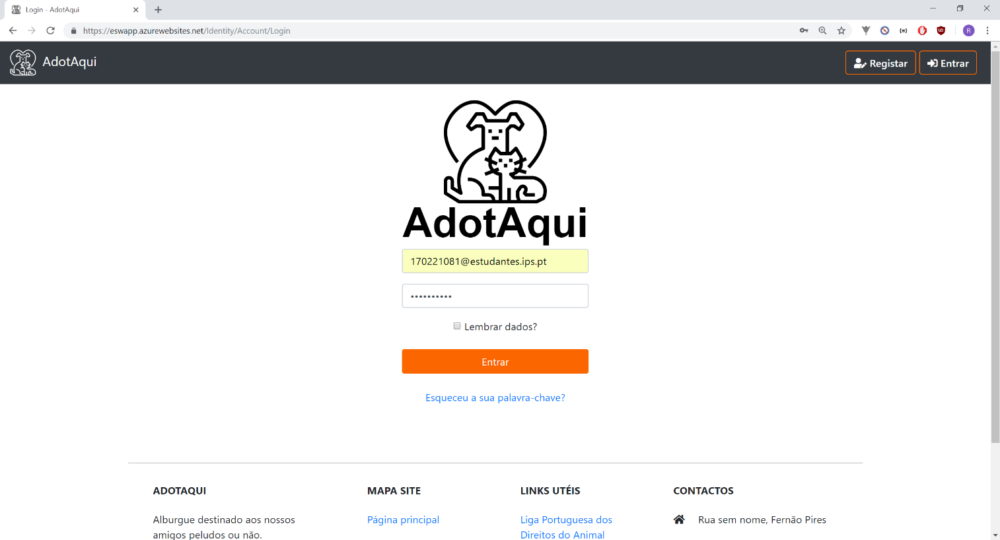 Login - AdotAqui
https://eswapp.azurewebsites.net/Identity/Account/Login
R
AdotAqui
Registar
Entrar
AdotAqui
170221081@estudantes.ips.pt
••••••••••
Lembrar dados?
Entrar
Esqueceu a sua palavra-chave?
ADOTAQUI
Alburgue destinado aos nossos
amigos peludos ou não.
MAPA SITE
Página principal
LINKS UTÉIS
Liga Portuguesa dos
Direitos do Animal
CONTACTOS
Rua sem nome, Fernão Pires